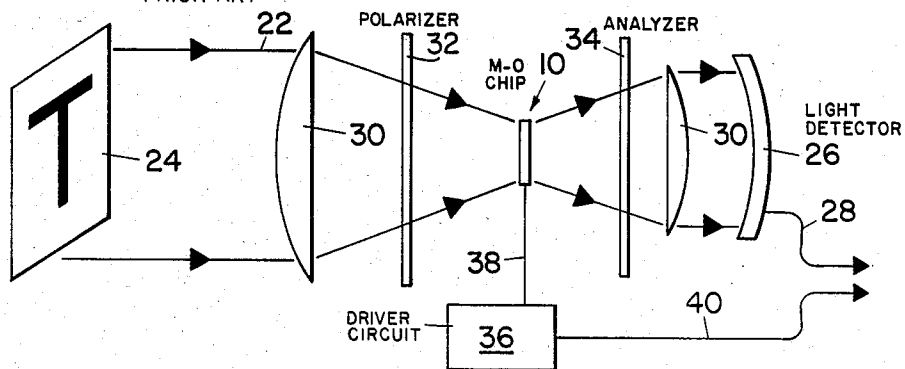 PRIOR ART
22
POLARIZER
32
34
ANALYZER
M-O
CHIP
10
T
24
30
30
LIGHT
DETECTOR
26
28
38
DRIVER
CIRCUIT
36
40